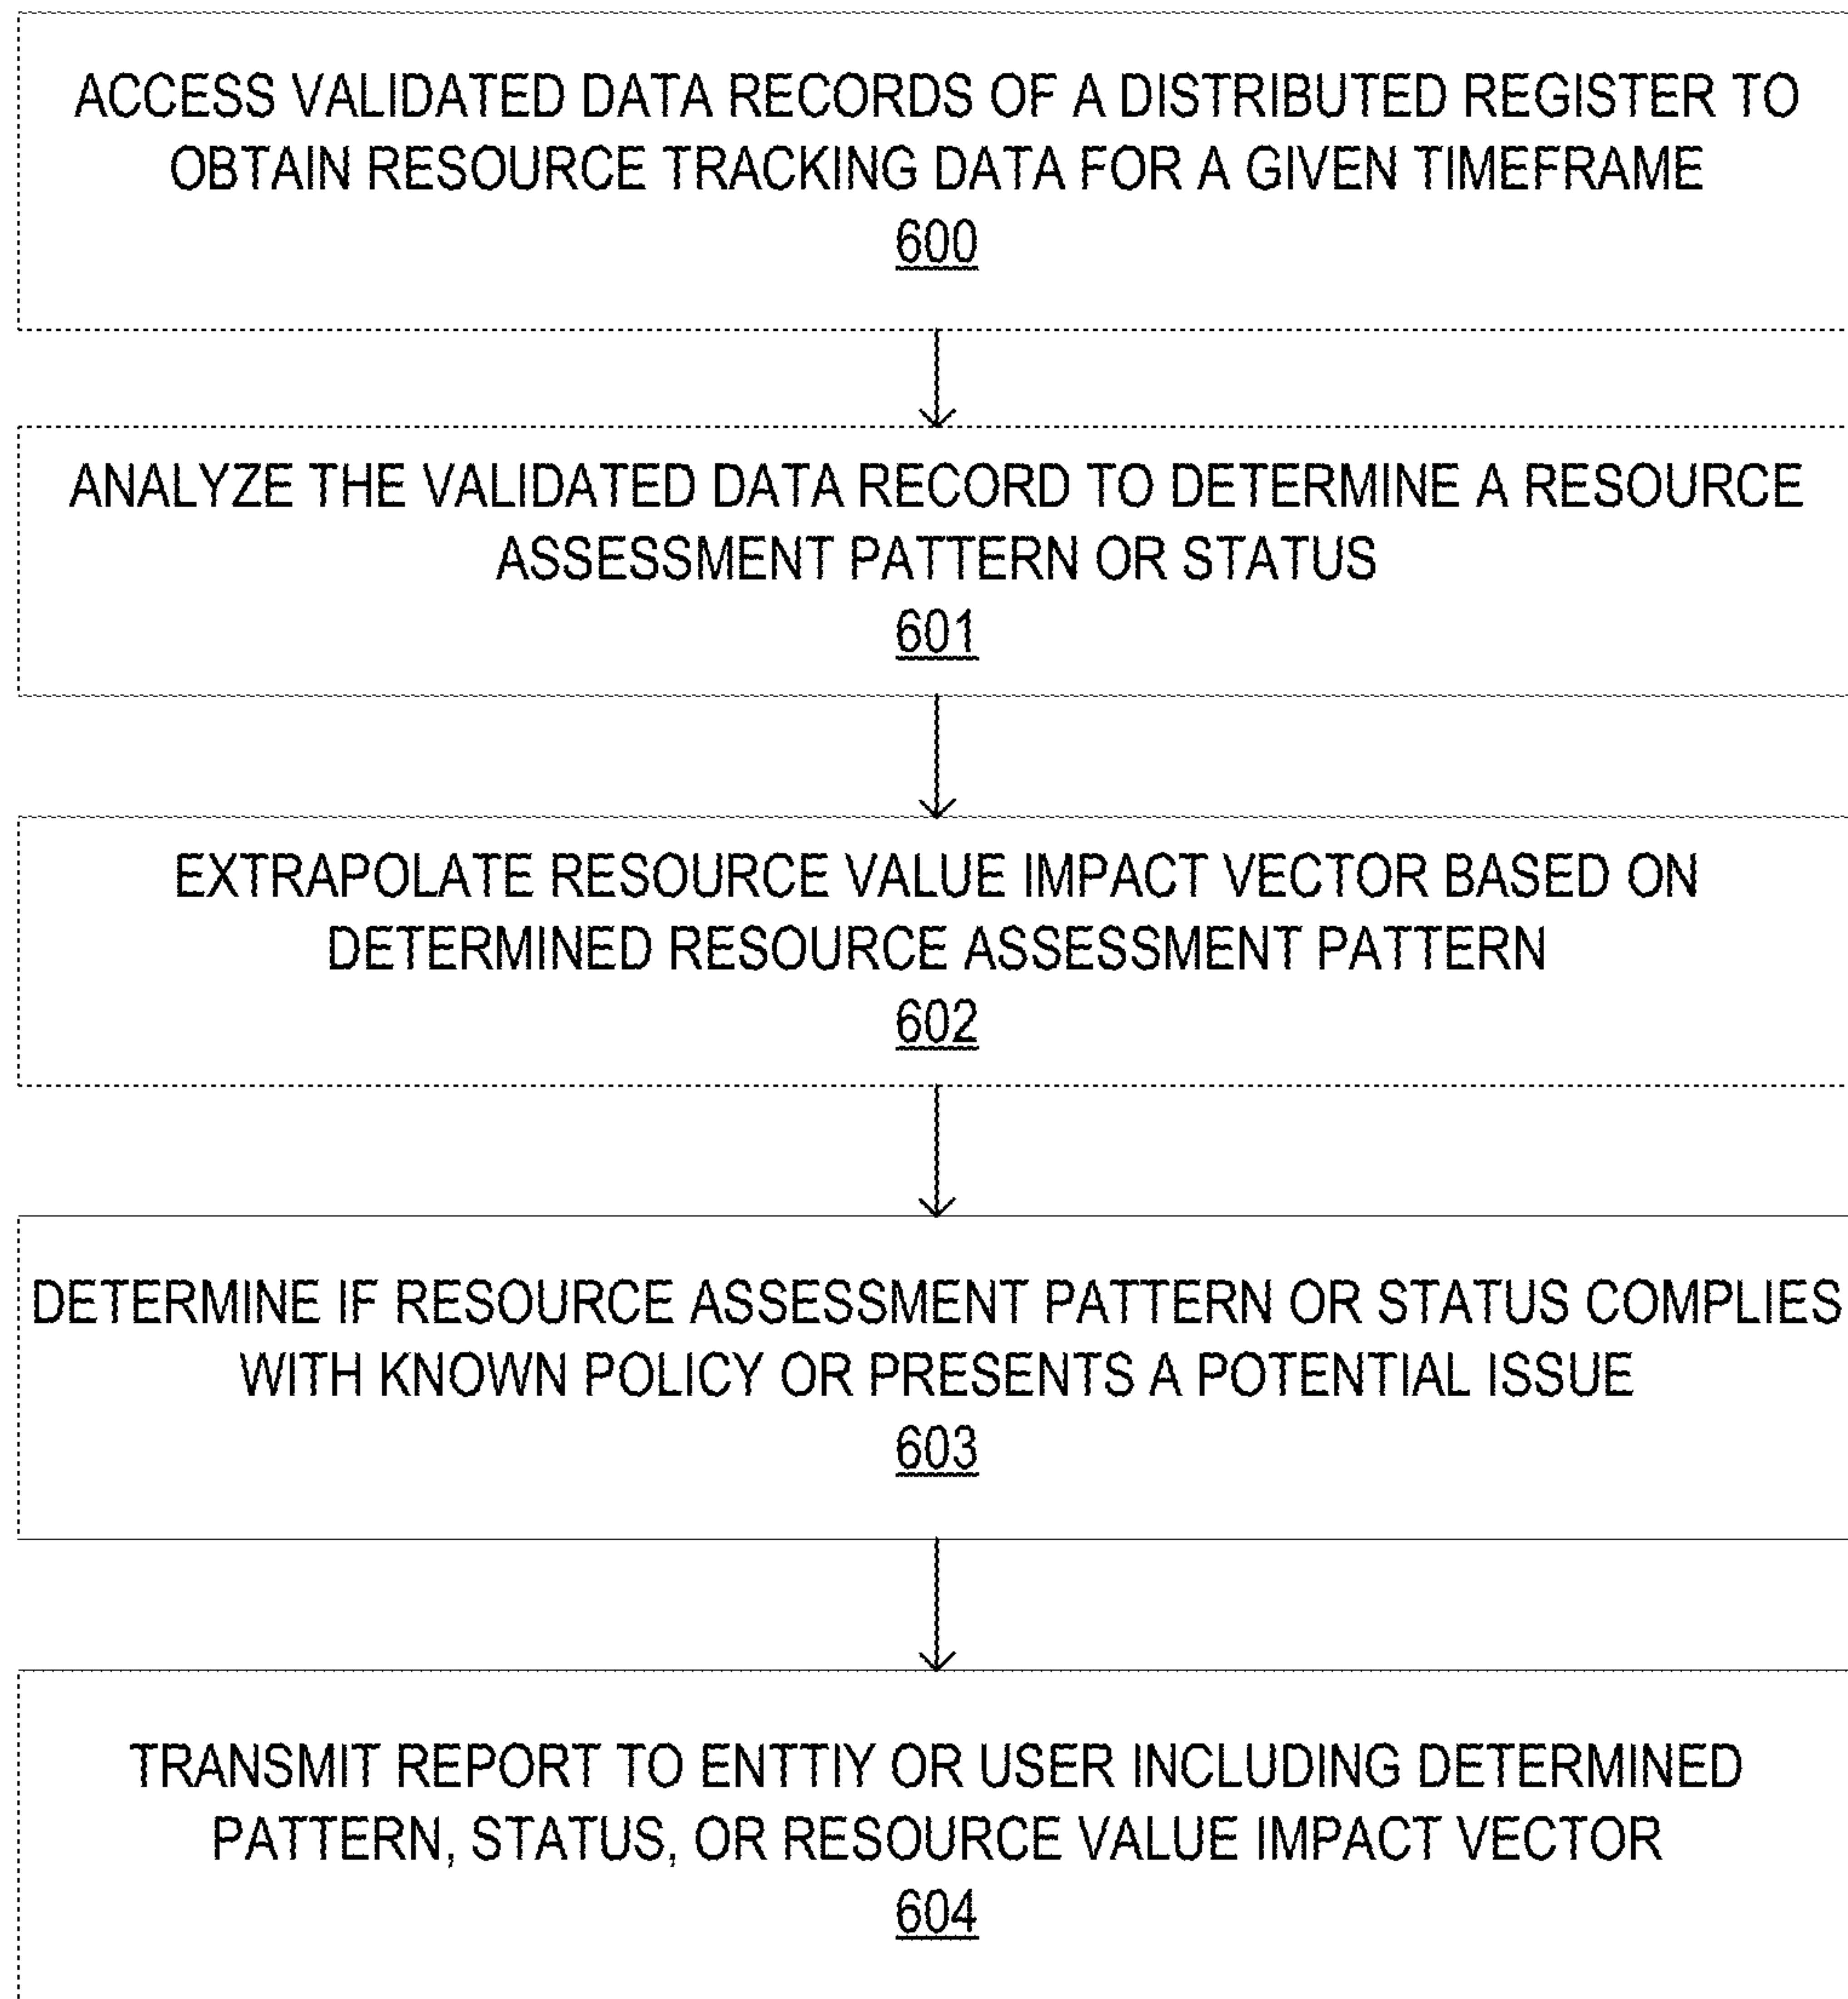 ACCESS VALIDATED DATA RECORDS OF A DISTRIBUTED REGISTER TO
OBTAIN RESOURCE TRACKING DATA FOR A GIVEN TIMEFRAME
600
ANALYZE THE VALIDATED DATA RECORD TO DETERMINE A RESOURCE
ASSESSMENT PATTERN OR STATUS
601
EXTRAPOLATE RESOURCE VALUE IMPACT VECTOR BASED ON
DETERMINED RESOURCE ASSESSMENT PATTERN
602
DETERMINE IF RESOURCE ASSESSMENT PATTERN OR STATUS COMPLIES
WITH KNOWN POLICY OR PRESENTS A POTENTIAL ISSUE
603
TRANSMIT REPORT TO ENTTIY OR USER INCLUDING DETERMINED
PATTERN, STATUS, OR RESOURCE VALUE IMPACT VECTOR
604